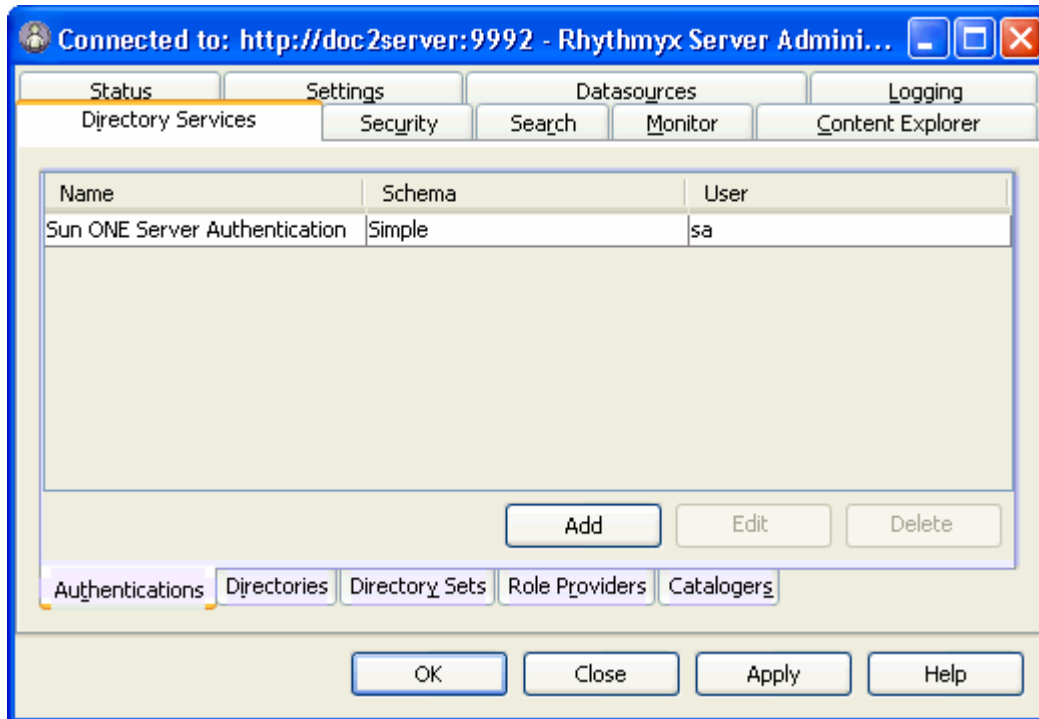 Connected to: http://doc2server:9992 - Rhythmyx Server Admini...
Status Settings Datasources Logging
Directory Services Security Search Monitor Content Explorer
Name Schema User
Sun ONE Server Authentication Simple sa
Add Edit Delete
Authentications Directories Directory Sets Role Providers Catalogers
OK Close Apply Help